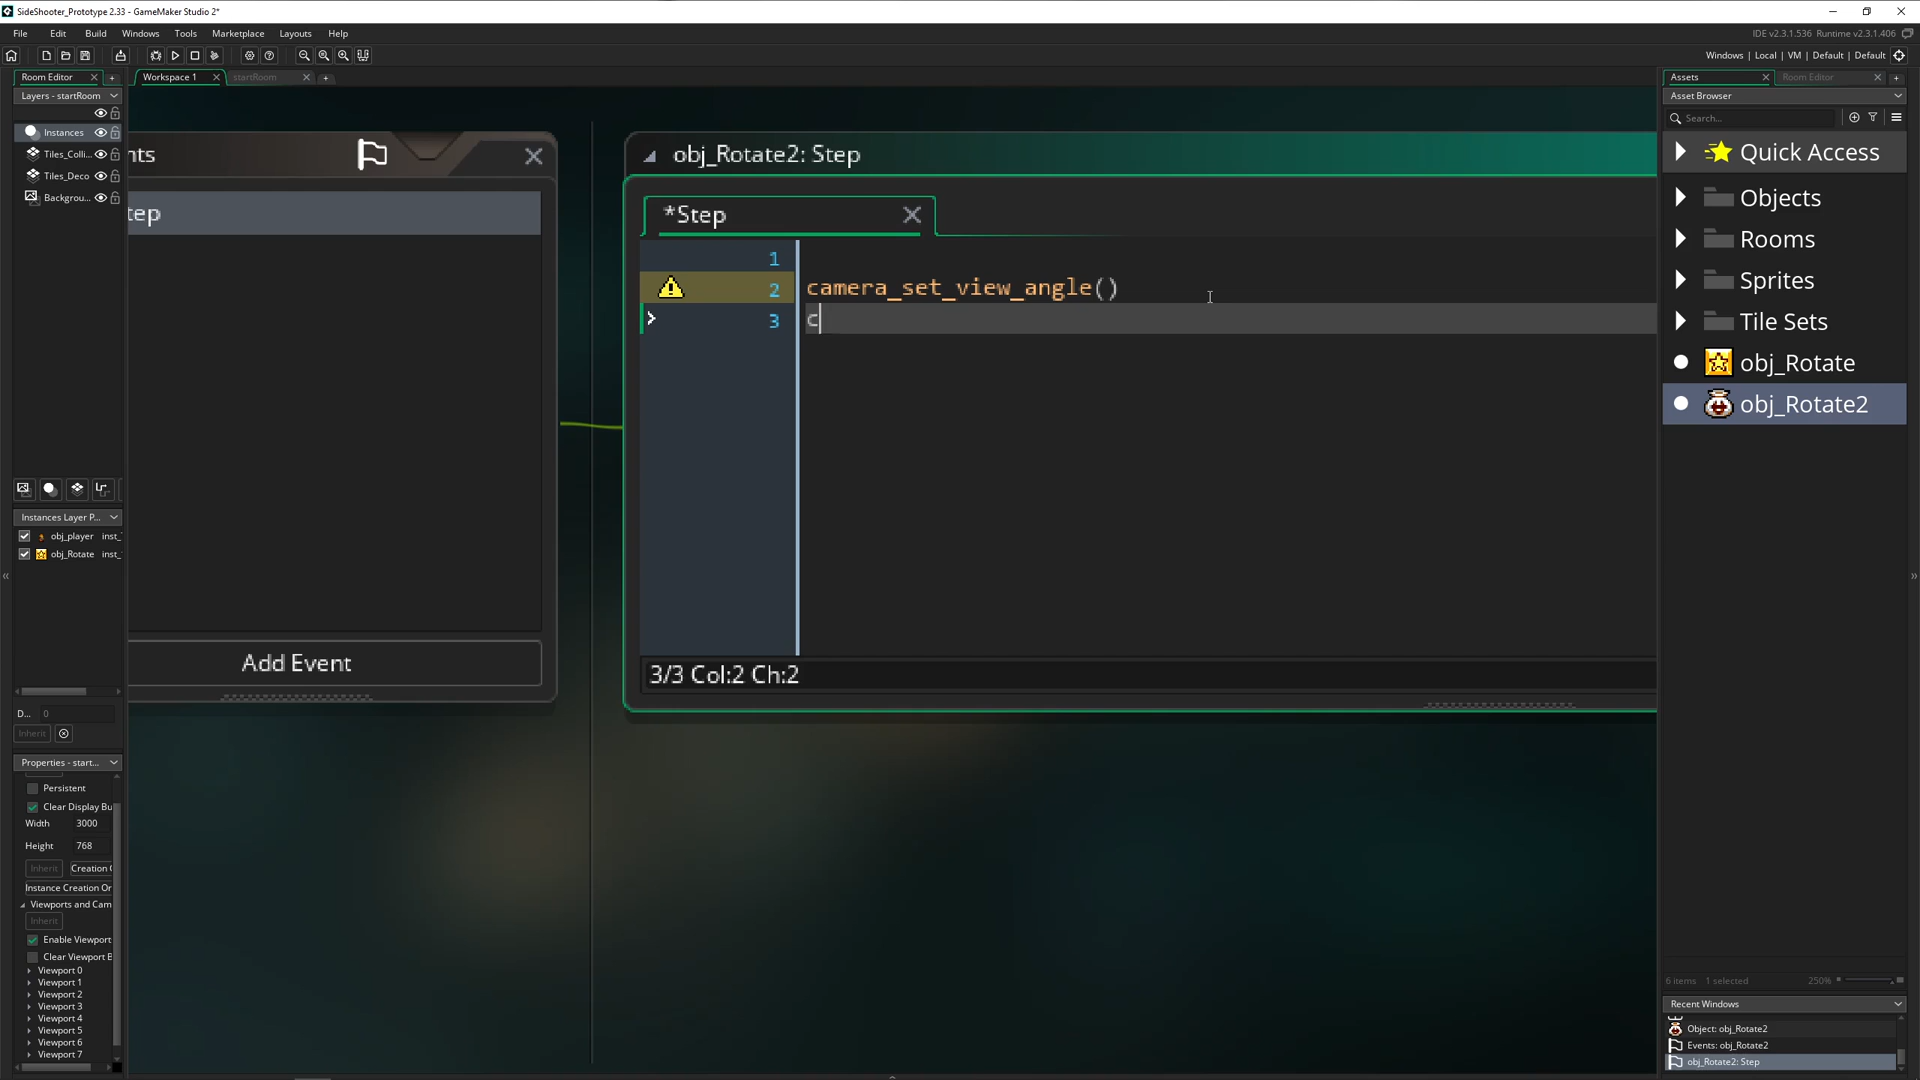 SideShooter_Prototype 2.33 - GameMaker Studio 2*
File Edit Build Windows Tools Marketplace Layouts Help
IDE v2.3.1.536 Runtime v2.3.1.406
Windows | Local | VM | Default | Default
Room Editor
Layers - startRoom
Instances
Tiles_Colli...
Tiles_Deco
Backgrou...
Instances Layer P...
obj_player inst_
obj_Rotate inst_
D... 0
Inherit
Properties - start...
Persistent
Clear Display Bu
Width 3000
Height 768
Inherit Creation C
Instance Creation Or
Viewports and Cam
Inherit
Enable Viewport
Clear Viewport B
Viewport 0
Viewport 1
Viewport 2
Viewport 3
Viewport 4
Viewport 5
Viewport 6
Viewport 7
Workspace 1 startRoom
nts
tep
Add Event
obj_Rotate2: Step
*Step
1
2 camera_set_view_angle()
3 c
3/3 Col:2 Ch:2
Assets Room Editor
Asset Browser
Search...
Quick Access
Objects
Rooms
Sprites
Tile Sets
obj_Rotate
obj_Rotate2
6 items 1 selected 250%
Recent Windows
Object: obj_Rotate2
Events: obj_Rotate2
obj_Rotate2: Step